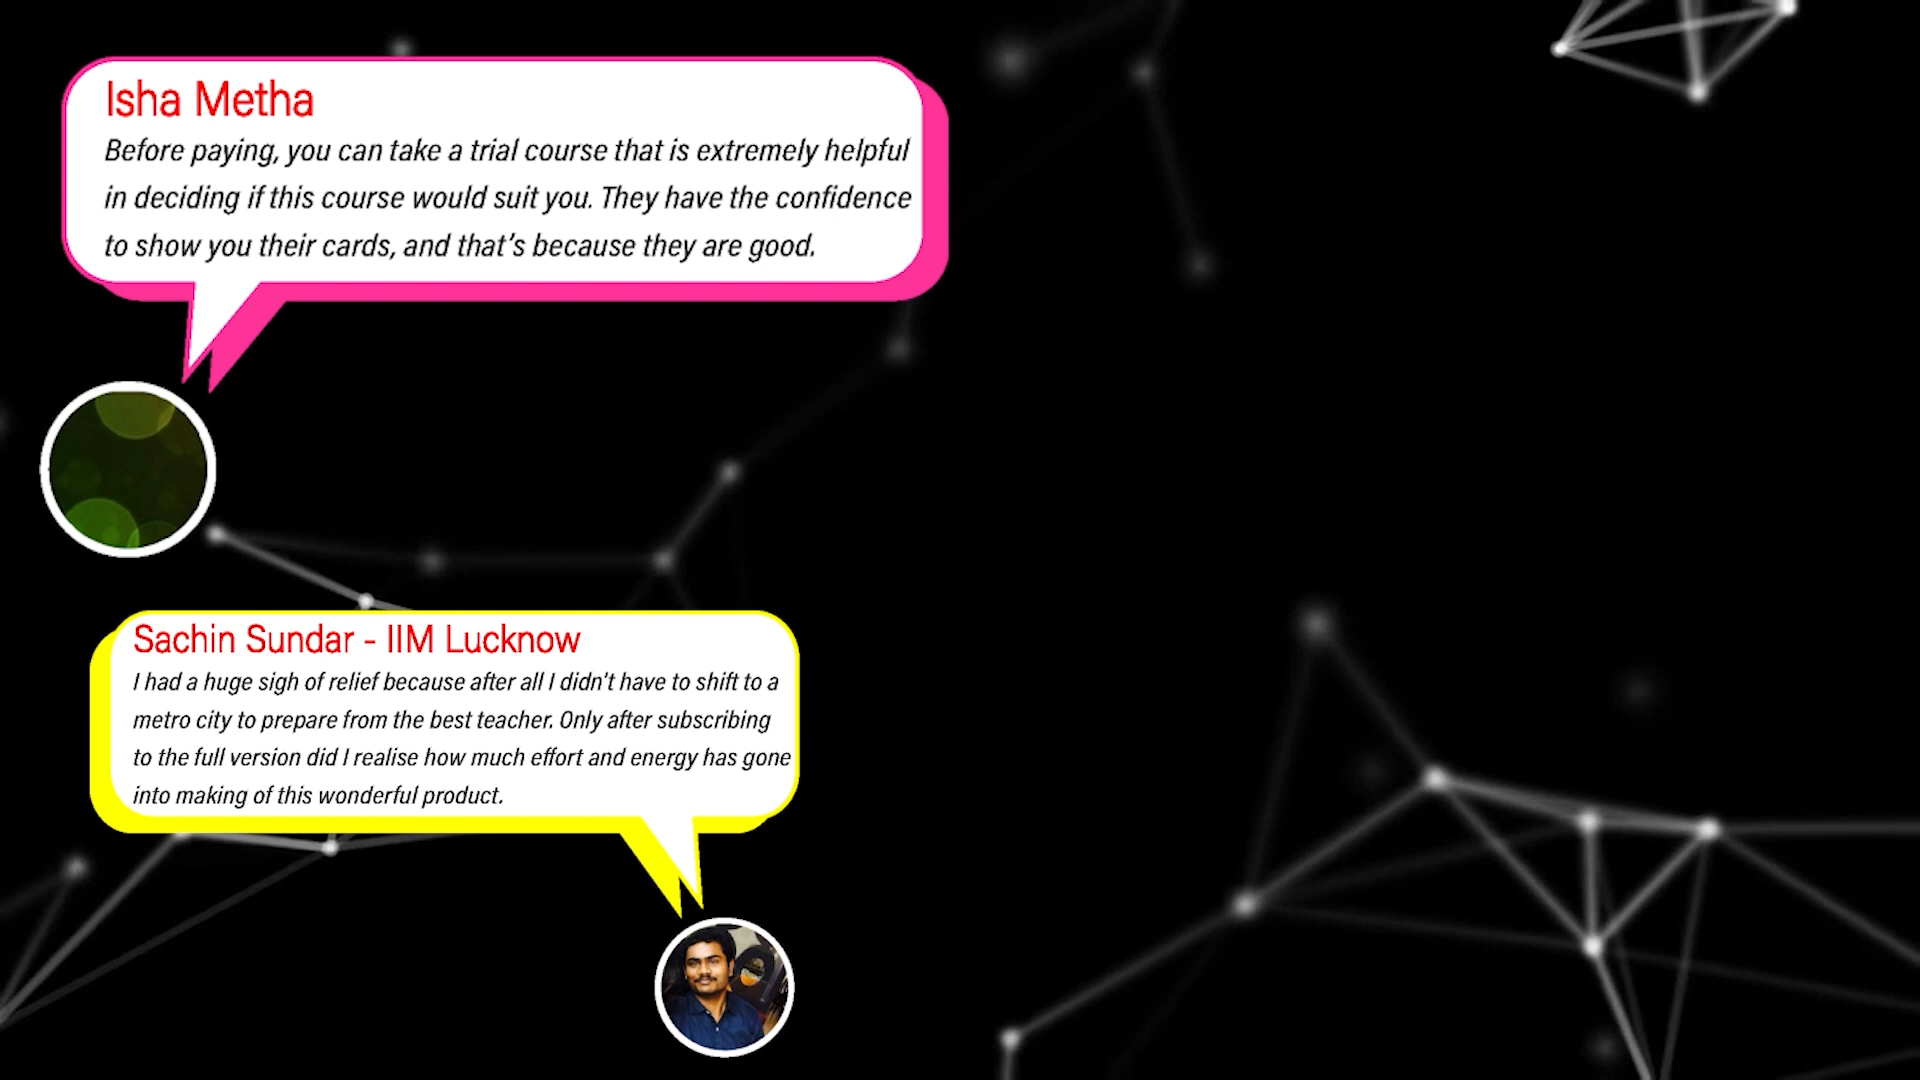 Isha Metha
Before paying, you can take a trial course that is extremely helpful
in deciding if this course would suit you. They have the confidence
to show you their cards, and that's because they are good.
Sachin Sundar - IIM Lucknow
I had a huge sigh of relief because after all I didn't have to shift to a
metro city to prepare from the best teacher. Only after subscribing
to the full version did I realise how much effort and energy has gone
into making of this wonderful product.